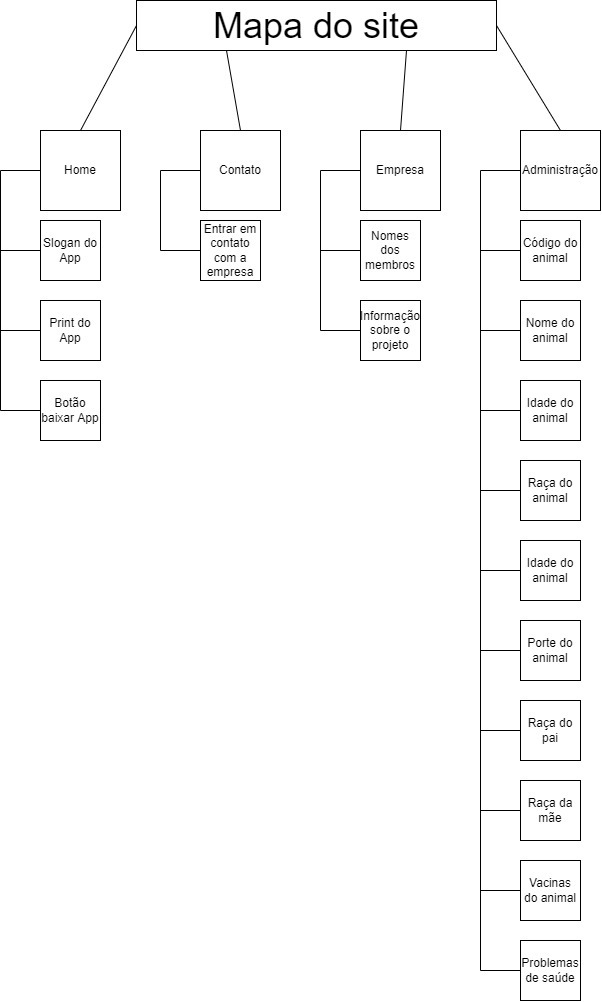 Mapa do site
Home
Contato
Empresa
Administração
Slogan do
App
Print do
App
Botão
baixar App
Entrar em
contato
com a
empresa
Nomes
dos
membros
Informação
sobre o
projeto
Código do
animal
Nome do
animal
Idade do
animal
Raça do
animal
Idade do
animal
Porte do
animal
Raça do
pai
Raça da
mãe
Vacinas
do animal
Problemas
de saúde